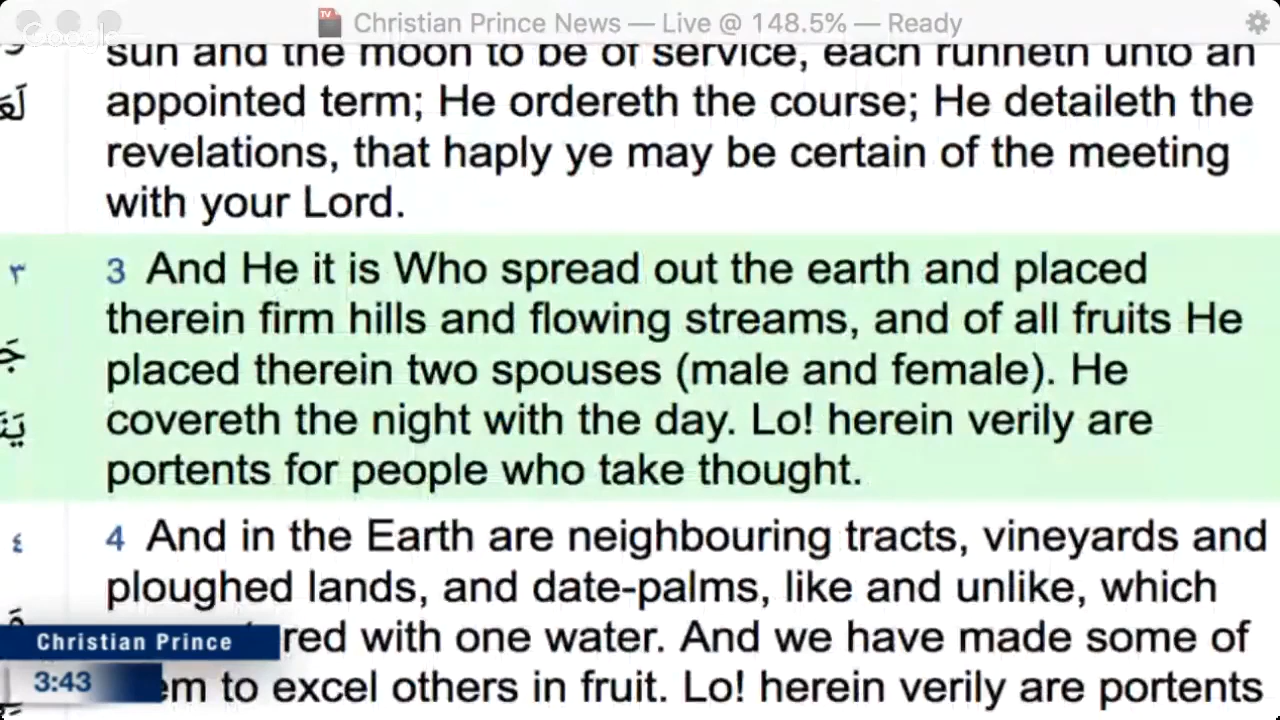 Christian Prince News — Live @ 148.5% — Ready
Google
sun and the moon to be of service, each runneth unto an
appointed term; He ordereth the course; He detaileth the
revelations, that haply ye may be certain of the meeting
with your Lord.
٣
3 And He it is Who spread out the earth and placed
therein firm hills and flowing streams, and of all fruits He
placed therein two spouses (male and female). He
covereth the night with the day. Lo! herein verily are
portents for people who take thought.
٤
4 And in the Earth are neighbouring tracts, vineyards and
ploughed lands, and date-palms, like and unlike, which
with one water. And we have made some of
to excel others in fruit. Lo! herein verily are portents
Christian Prince
3:43